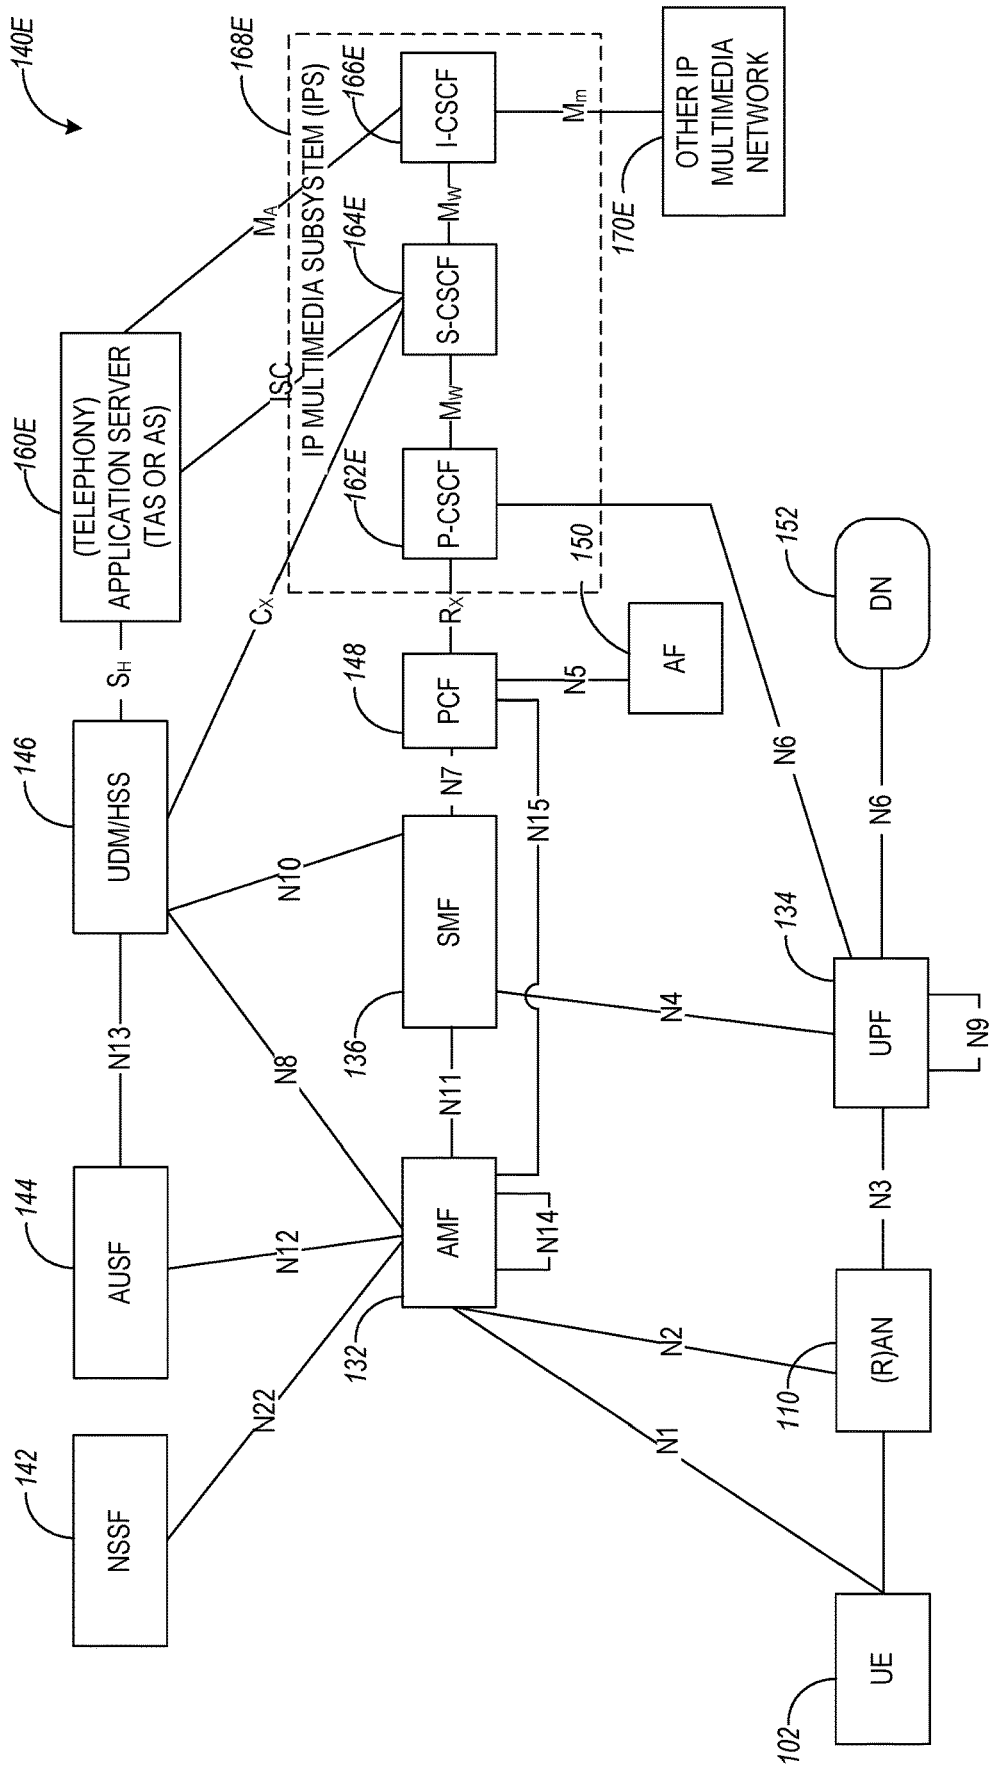 140E
168E
160E
(TELEPHONY)
APPLICATION SERVER
(TAS OR AS)
146
UDM/HSS
144
AUSF
142
NSSF
SH
N13
MA
ISC
CX
N10
N8
N12
N22
IP MULTIMEDIA SUBSYSTEM (IPS)
166E
I-CSCF
MW
164E
S-CSCF
MW
162E
P-CSCF
RX
148
PCF
N7
136
SMF
N11
132
AMF
N14
N15
N5
150
AF
Mm
170E
OTHER IP
MULTIMEDIA
NETWORK
N6
N4
N2
N1
152
DN
N6
134
UPF
N9
N3
110
(R)AN
102
UE